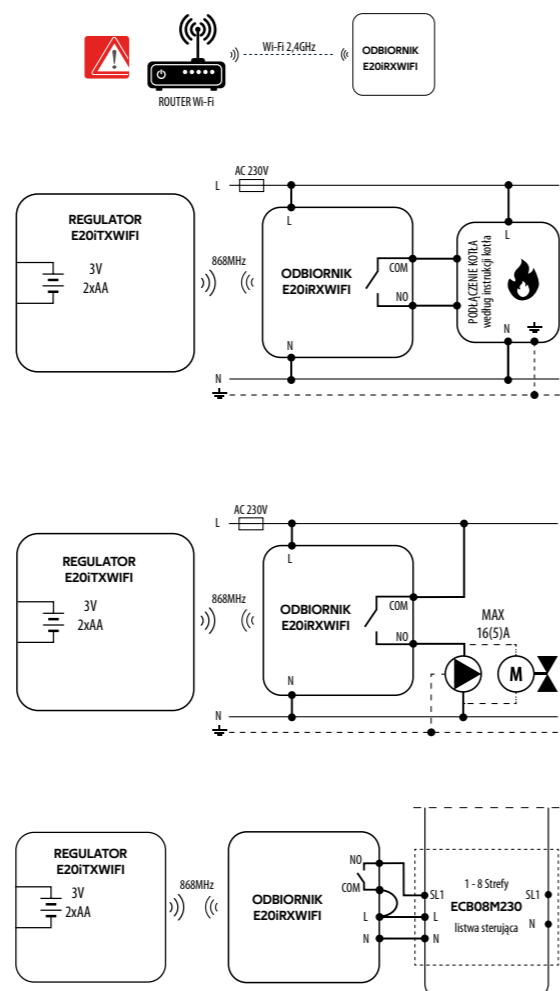 Wi-Fi 2,4GHz
ODBIORNIK
E20iRXWIFI
ROUTER Wi-Fi
AC 230V
L
REGULATOR
E20iTXWIFI
3V
2xAA
868MHz
L
ODBIORNIK
E20iRXWIFI
COM
NO
N
L
PODŁĄCZENIE KOTŁA
według instrukcji kotła
N
N
AC 230V
L
REGULATOR
E20iTXWIFI
3V
2xAA
868MHz
L
ODBIORNIK
E20iRXWIFI
COM
NO
N
MAX
16(5)A
M
N
REGULATOR
E20iTXWIFI
3V
2xAA
868MHz
ODBIORNIK
E20iRXWIFI
NO
COM
L
N
SL1
L
N
1 - 8 Strefy
ECB08M230
listwa sterująca
SL1
N